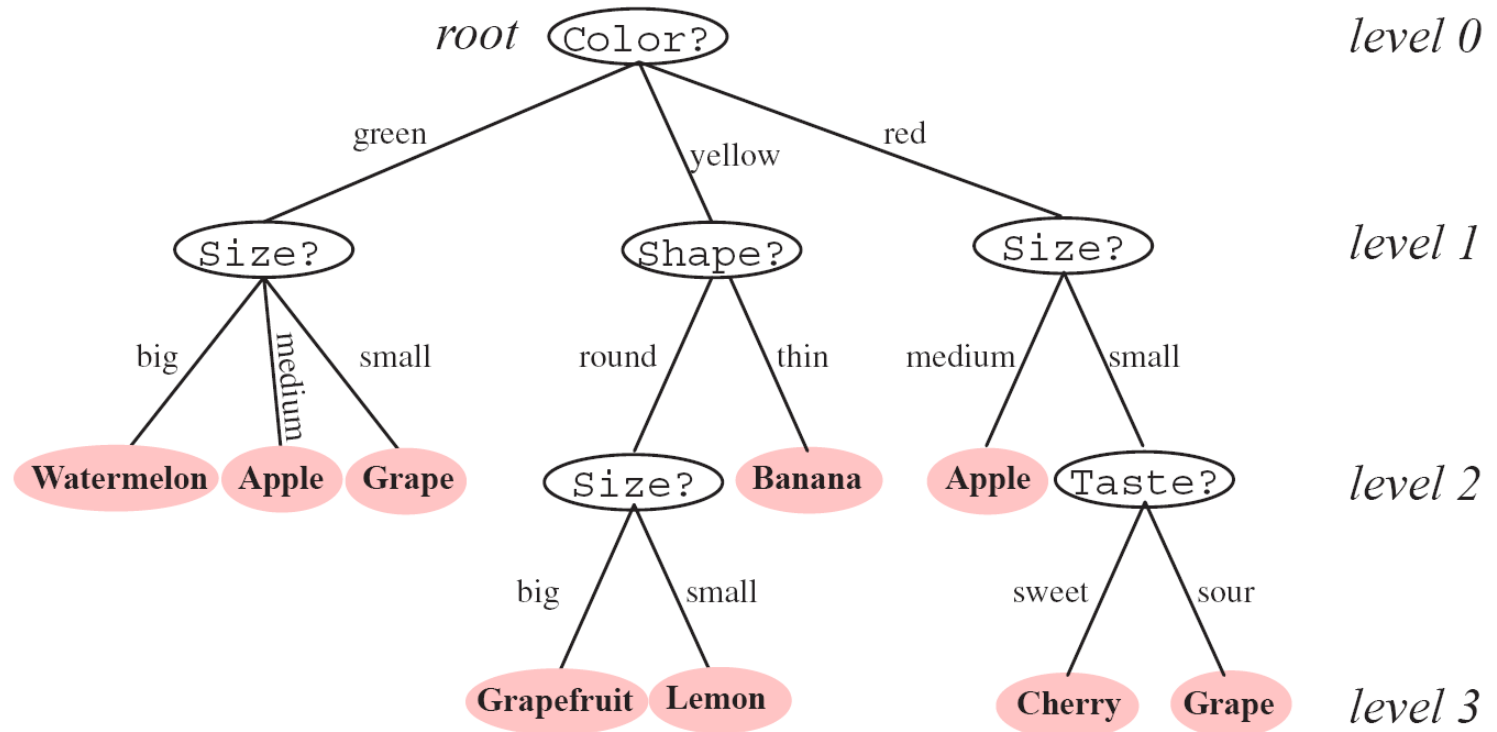 root Color? level 0
green yellow red
Size? Shape? Size? level 1
big medium small round thin medium small
Watermelon Apple Grape Size? Banana Apple Taste? level 2
big small sweet sour
Grapefruit Lemon Cherry Grape level 3